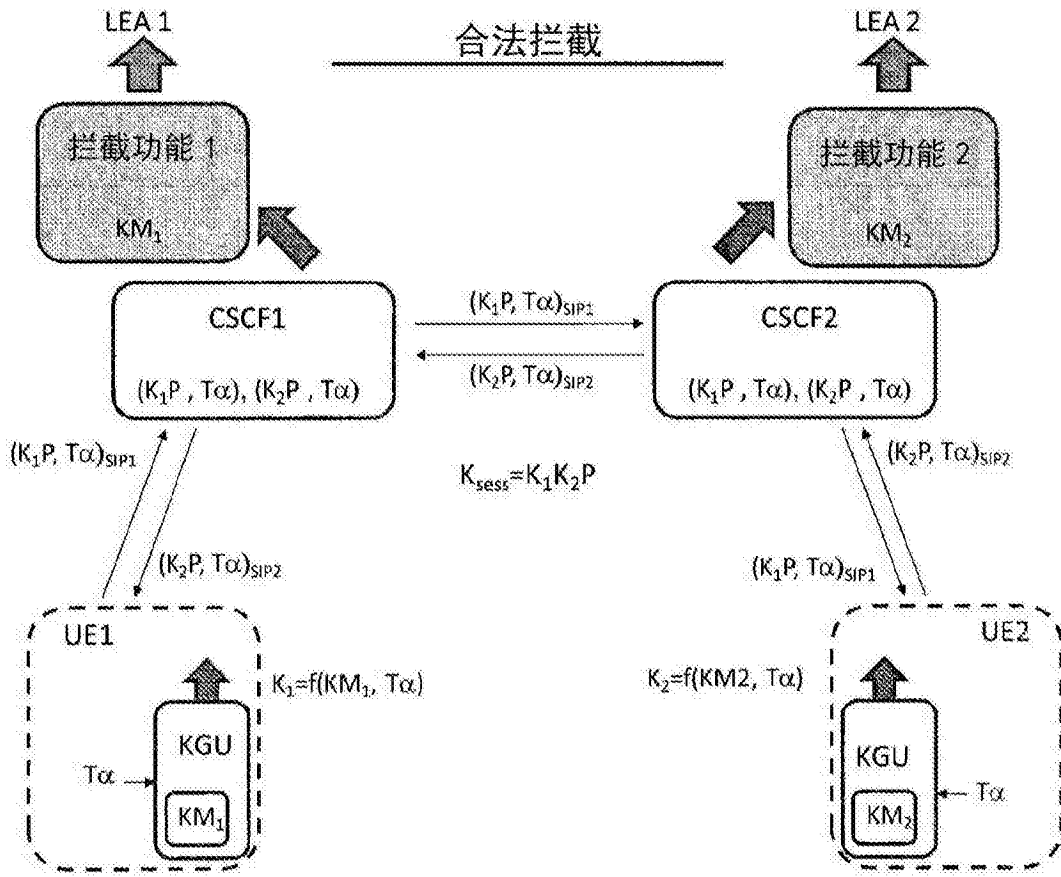 LEA 1
合法拦截
LEA 2
拦截功能 1
KM₁
拦截功能 2
KM₂
CSCF1
(K₁P , Tα), (K₂P , Tα)
(K₁P, Tα)SIP1
(K₂P, Tα)SIP2
CSCF2
(K₁P , Tα), (K₂P , Tα)
(K₁P, Tα)SIP1
(K₂P, Tα)SIP2
Ksess=K₁K₂P
(K₂P, Tα)SIP2
(K₁P, Tα)SIP1
UE1
K₁=f(KM₁, Tα)
KGU
Tα
KM₁
UE2
K₂=f(KM2, Tα)
KGU
Tα
KM₂